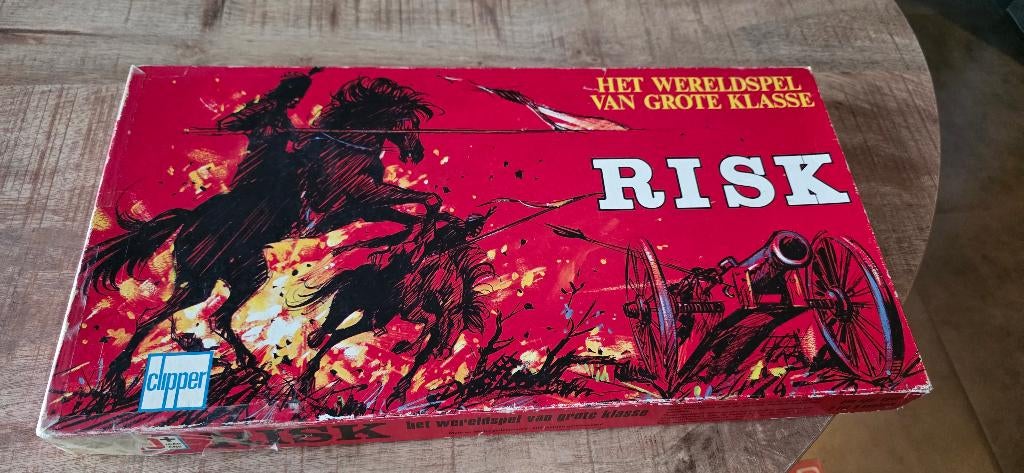 HET WERELDSPEL
VAN GROTE KLASSE
RISK
clipper
RISK het wereldspel van grote klasse